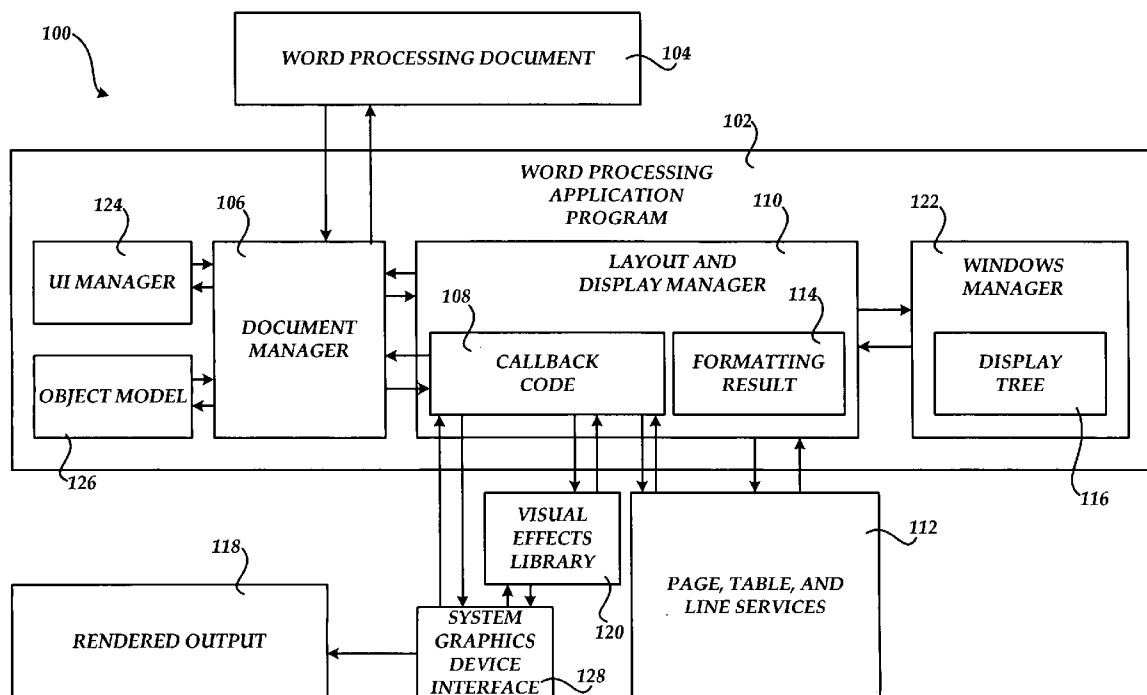 100
WORD PROCESSING DOCUMENT
104
102
WORD PROCESSING
APPLICATION
PROGRAM
124
106
110
122
UI MANAGER
DOCUMENT
MANAGER
LAYOUT AND
DISPLAY MANAGER
WINDOWS
MANAGER
108
114
CALLBACK
CODE
FORMATTING
RESULT
DISPLAY
TREE
OBJECT MODEL
126
116
VISUAL
EFFECTS
LIBRARY
120
112
PAGE, TABLE, AND
LINE SERVICES
118
RENDERED OUTPUT
SYSTEM
GRAPHICS
DEVICE
INTERFACE
128